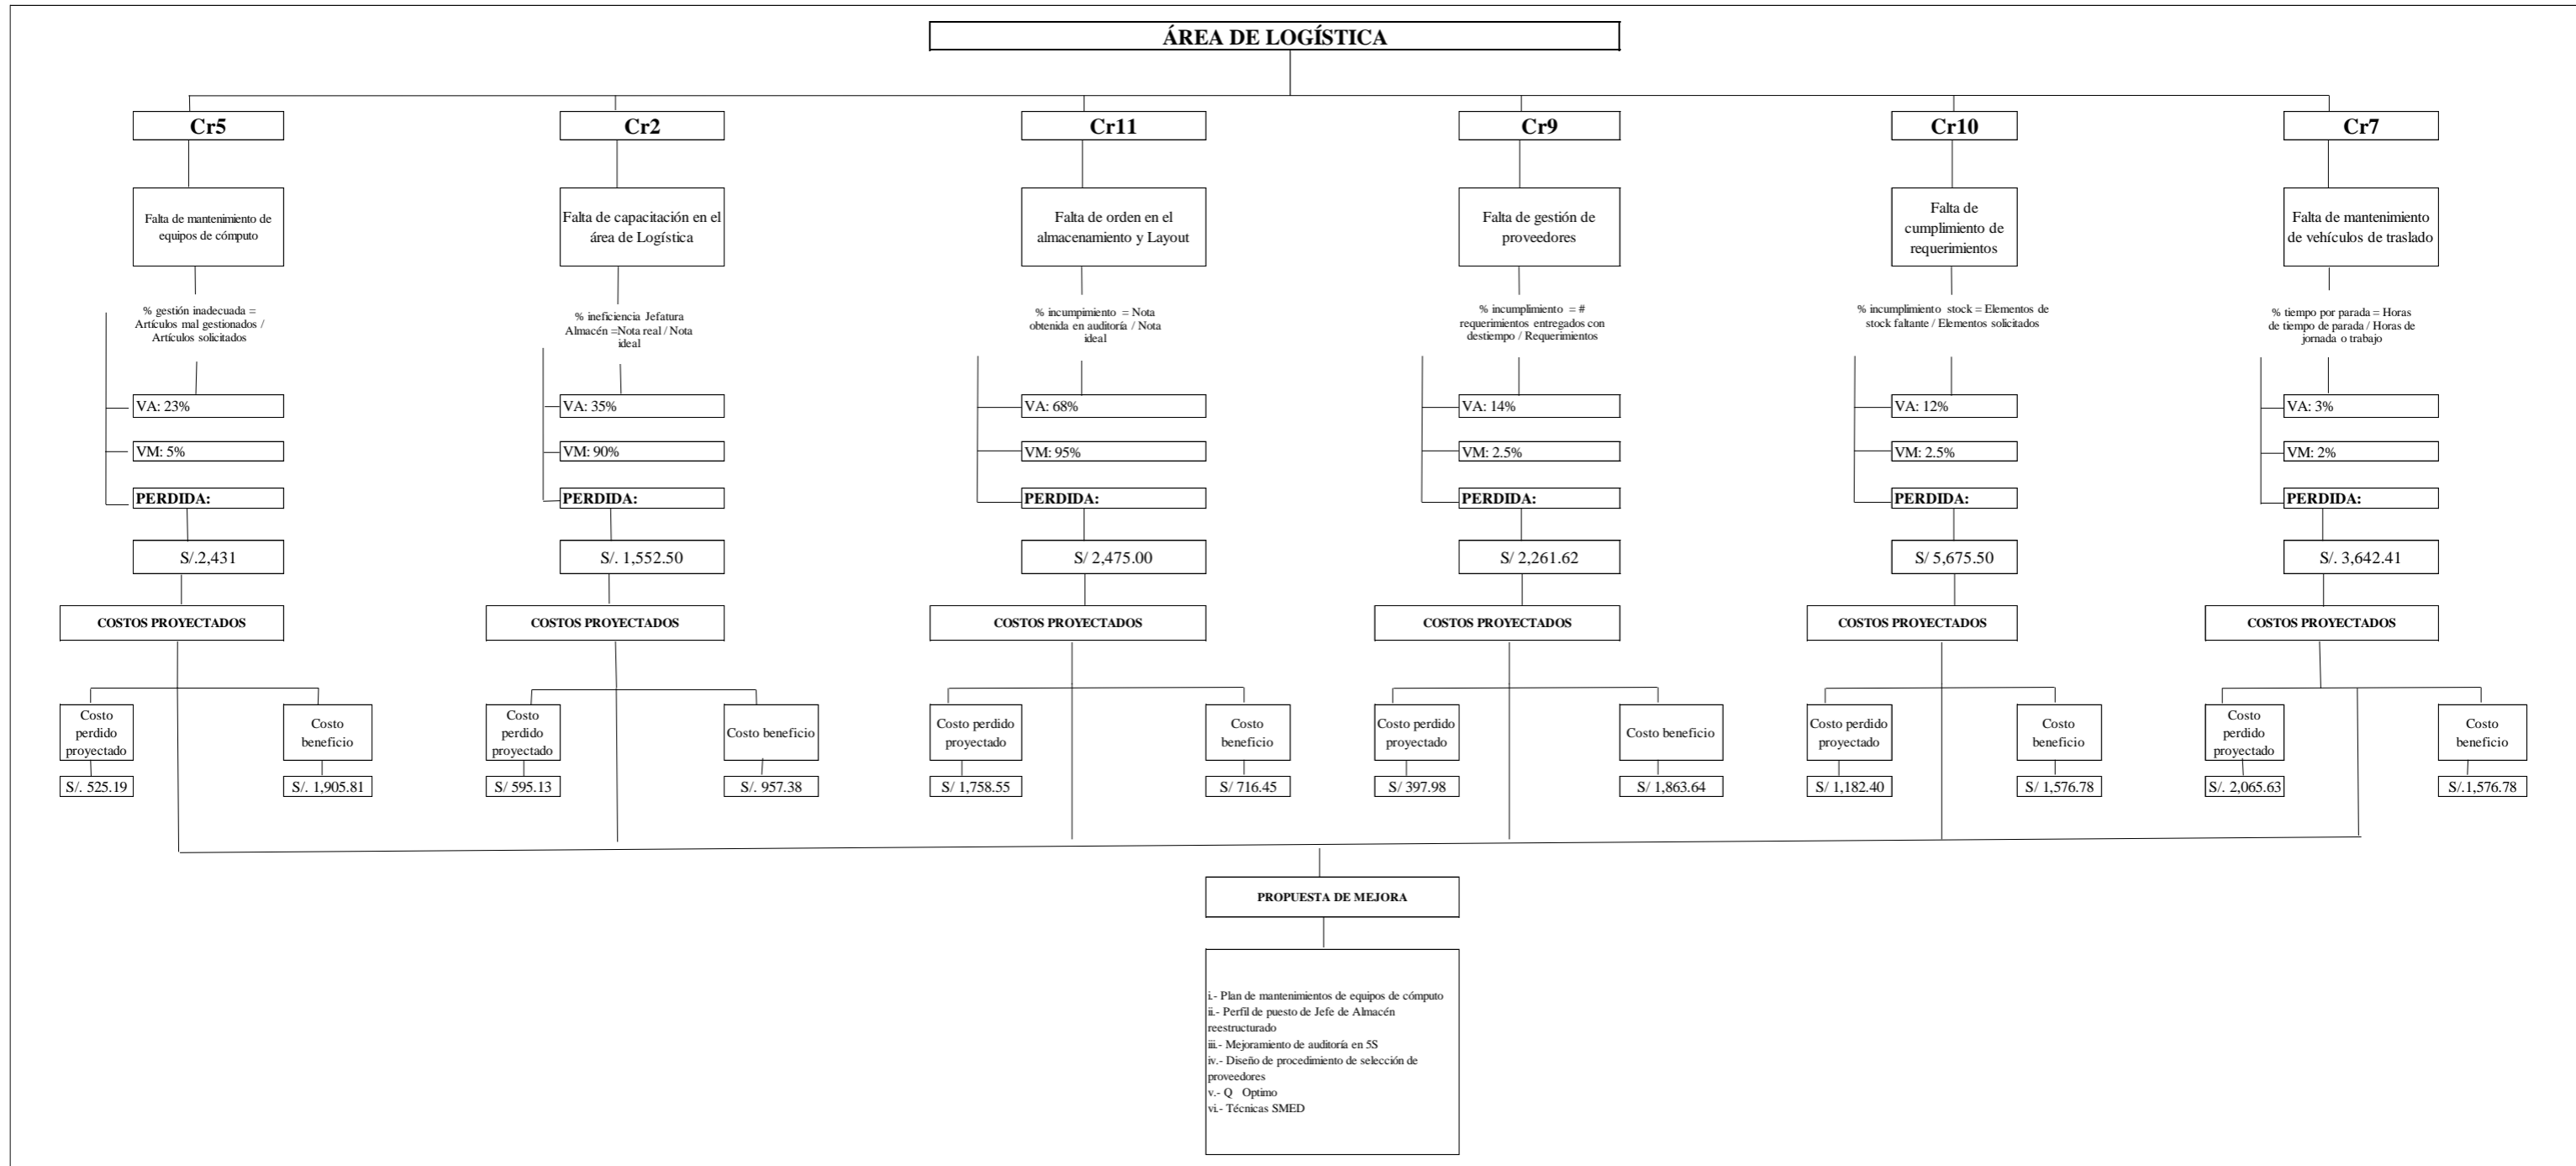 ÁREA DE LOGÍSTICA
Cr5
Cr2
Cr11
Cr9
Cr10
Cr7
Falta de mantenimiento de
equipos de cómputo
Falta de capacitación en el
área de Logística
Falta de orden en el
almacenamiento y Layout
Falta de gestión de
proveedores
Falta de
cumplimiento de
requerimientos
Falta de mantenimiento
de vehículos de traslado
% gestión inadecuada =
Artículos mal gestionados /
Artículos solicitados
% ineficiencia Jefatura
Almacén =Nota real / Nota
ideal
% incumpimiento = Nota
obtenida en auditoría / Nota
ideal
% incumplimiento = #
requerimientos entregados con
destiempo / Requerimientos
% incumplimiento stock = Elementos de
stock faltante / Elementos solicitados
% tiempo por parada = Horas
de tiempo de parada / Horas de
jornada o trabajo
VA: 23%
VA: 35%
VA: 68%
VA: 14%
VA: 12%
VA: 3%
VM: 5%
VM: 90%
VM: 95%
VM: 2.5%
VM: 2.5%
VM: 2%
PERDIDA:
PERDIDA:
PERDIDA:
PERDIDA:
PERDIDA:
PERDIDA:
S/.2,431
S/. 1,552.50
S/ 2,475.00
S/ 2,261.62
S/ 5,675.50
S/. 3,642.41
COSTOS PROYECTADOS
COSTOS PROYECTADOS
COSTOS PROYECTADOS
COSTOS PROYECTADOS
COSTOS PROYECTADOS
COSTOS PROYECTADOS
Costo
perdido
proyectado
Costo
beneficio
Costo
perdido
proyectado
Costo beneficio
Costo perdido
proyectado
Costo
beneficio
Costo perdido
proyectado
Costo beneficio
Costo perdido
proyectado
Costo
beneficio
Costo
perdido
proyectado
Costo
beneficio
S/. 525.19
S/. 1,905.81
S/ 595.13
S/. 957.38
S/ 1,758.55
S/ 716.45
S/ 397.98
S/ 1,863.64
S/ 1,182.40
S/ 1,576.78
S/. 2,065.63
S/.1,576.78
PROPUESTA DE MEJORA
i.- Plan de mantenimientos de equipos de cómputo
ii.- Perfil de puesto de Jefe de Almacén
reestructurado
iii.- Mejoramiento de auditoría en 5S
iv.- Diseño de procedimiento de selección de
proveedores
v.- Q Optimo
vi.- Técnicas SMED